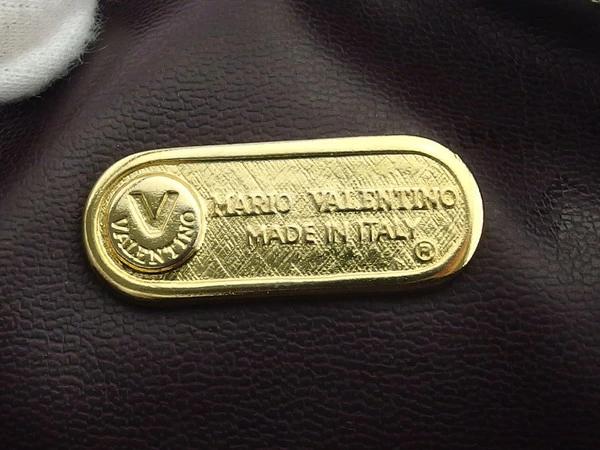 V
VALENTINO
MARIO VALENTINO
MADE IN ITALY
®